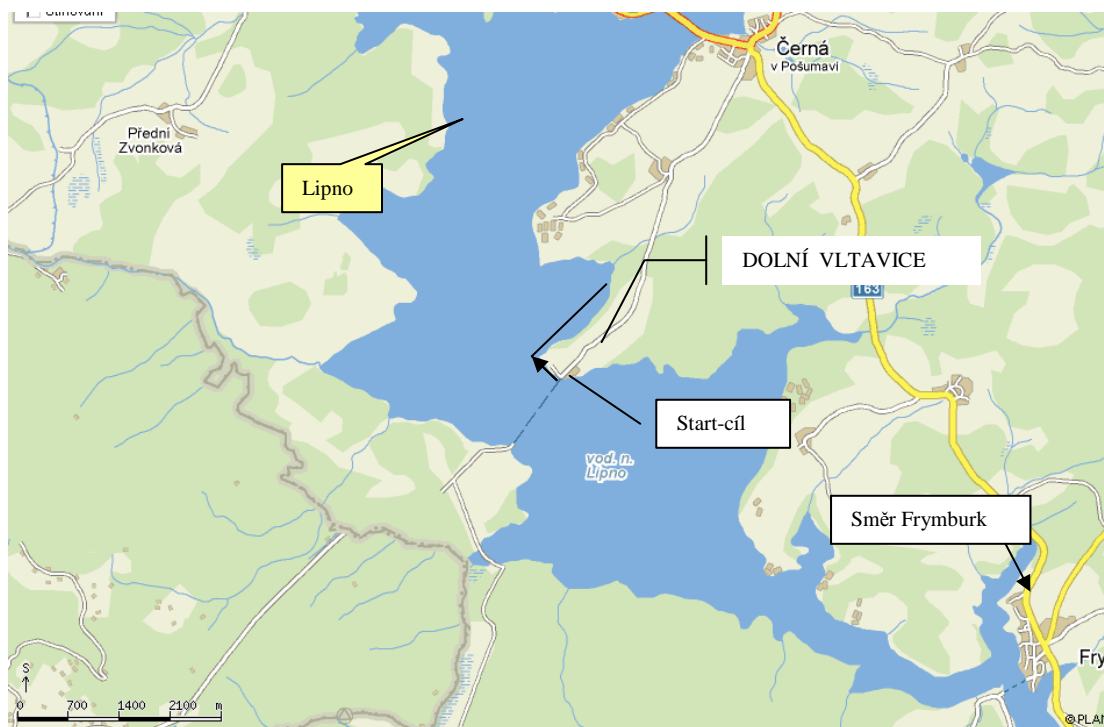 Černá
v Pošumaví
Přední
Zvonková
Lipno
DOLNÍ VLTAVICE
163
Start-cíl
vod. n.
Lipno
Směr Frymburk
Fry
S
0 700 1400 2100 m
©PLAN